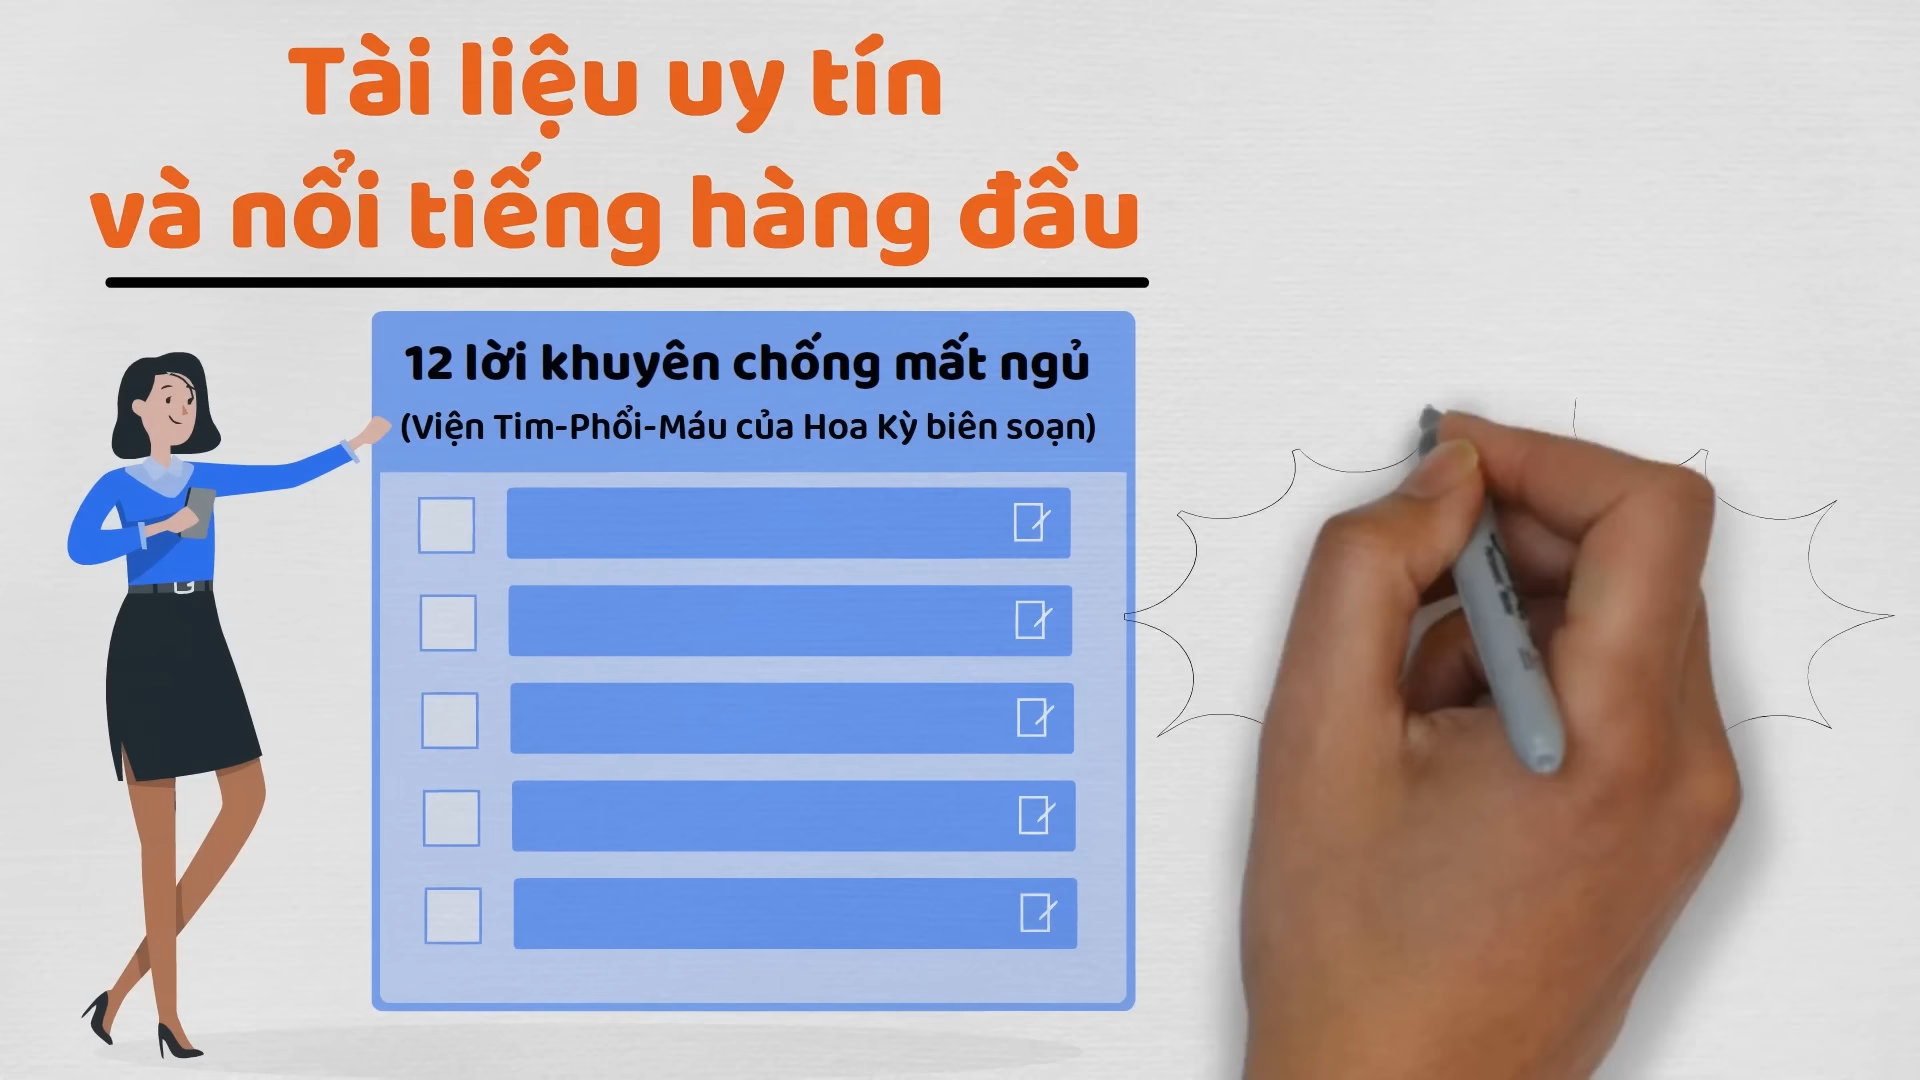 Tài liệu uy tín
và nổi tiếng hàng đầu
12 lời khuyên chống mất ngủ
(Viện Tim-Phổi-Máu của Hoa Kỳ biên soạn)